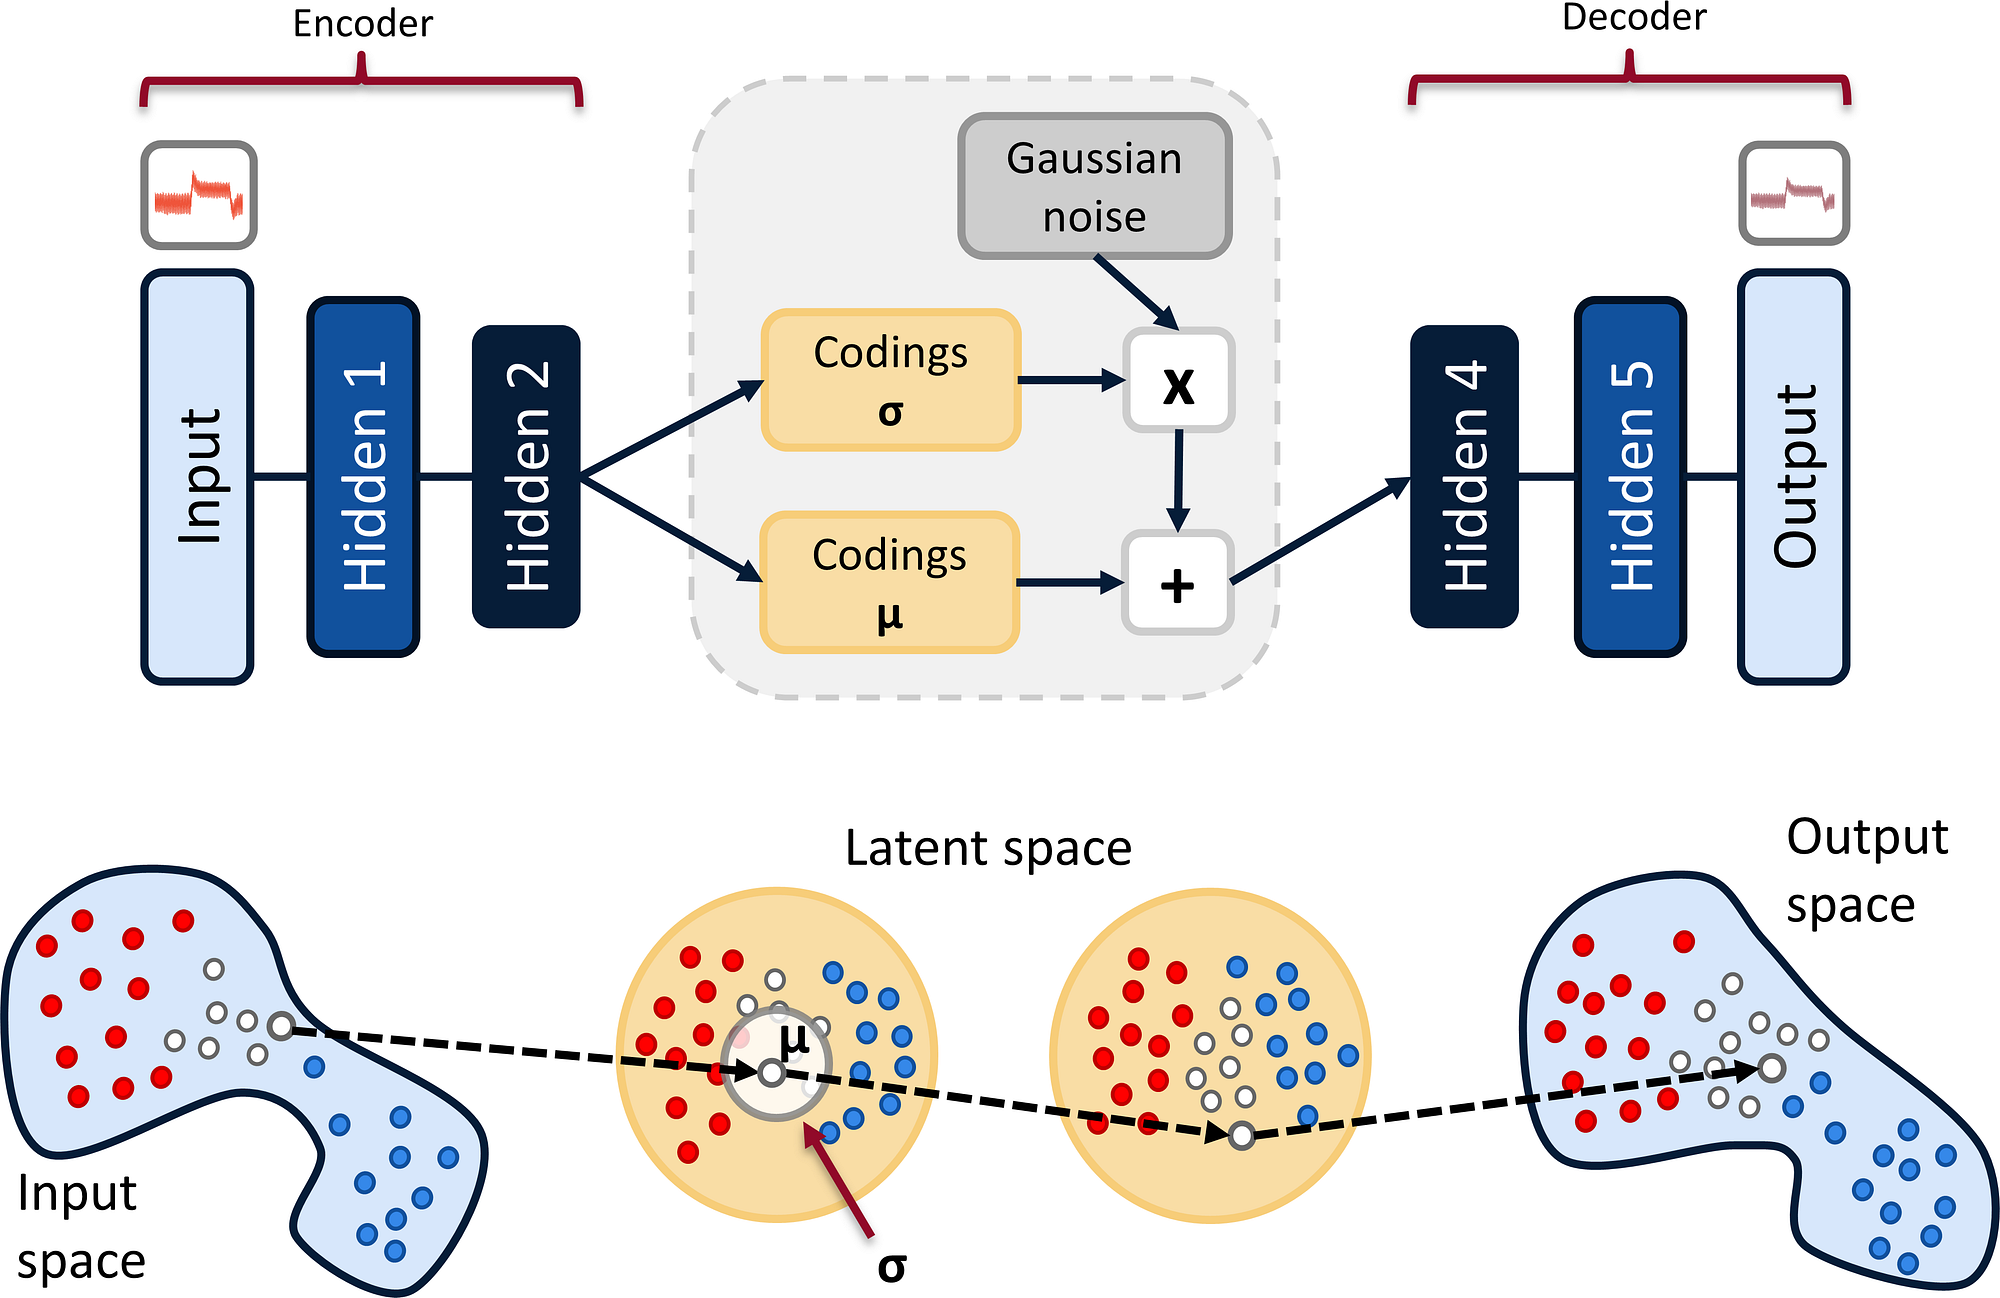 Encoder
Decoder
Gaussian
noise
Codings
σ
x
Input
Hidden 1
Hidden 2
Codings
μ
+
Hidden 4
Hidden 5
Output
Latent space
Output
space
μ
Input
space
σ